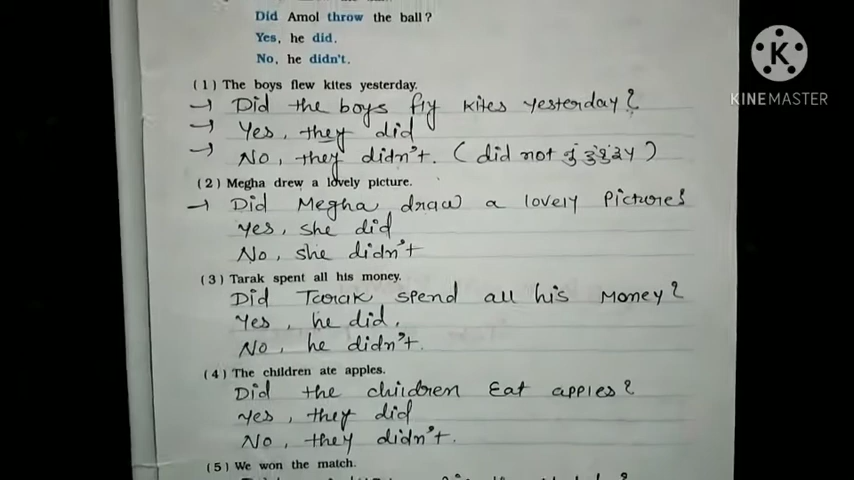 Did Amol throw the ball?
Yes, he did.
No, he didn't.
KINEMASTER
(1) The boys flew kites yesterday.
→ Did the boys fly kites yesterday?
→ Yes, they did
→ No, they didn't. (did not નું ટુંકુંરૂપ)
(2) Megha drew a lovely picture.
→ Did Megha draw a lovely picture?
Yes, she did
No, she didn't
(3) Tarak spent all his money.
Did Tarak spend all his money?
Yes, he did.
No, he didn't.
(4) The children ate apples.
Did the children Eat apples?
Yes, they did
No, they didn't.
(5) We won the match.